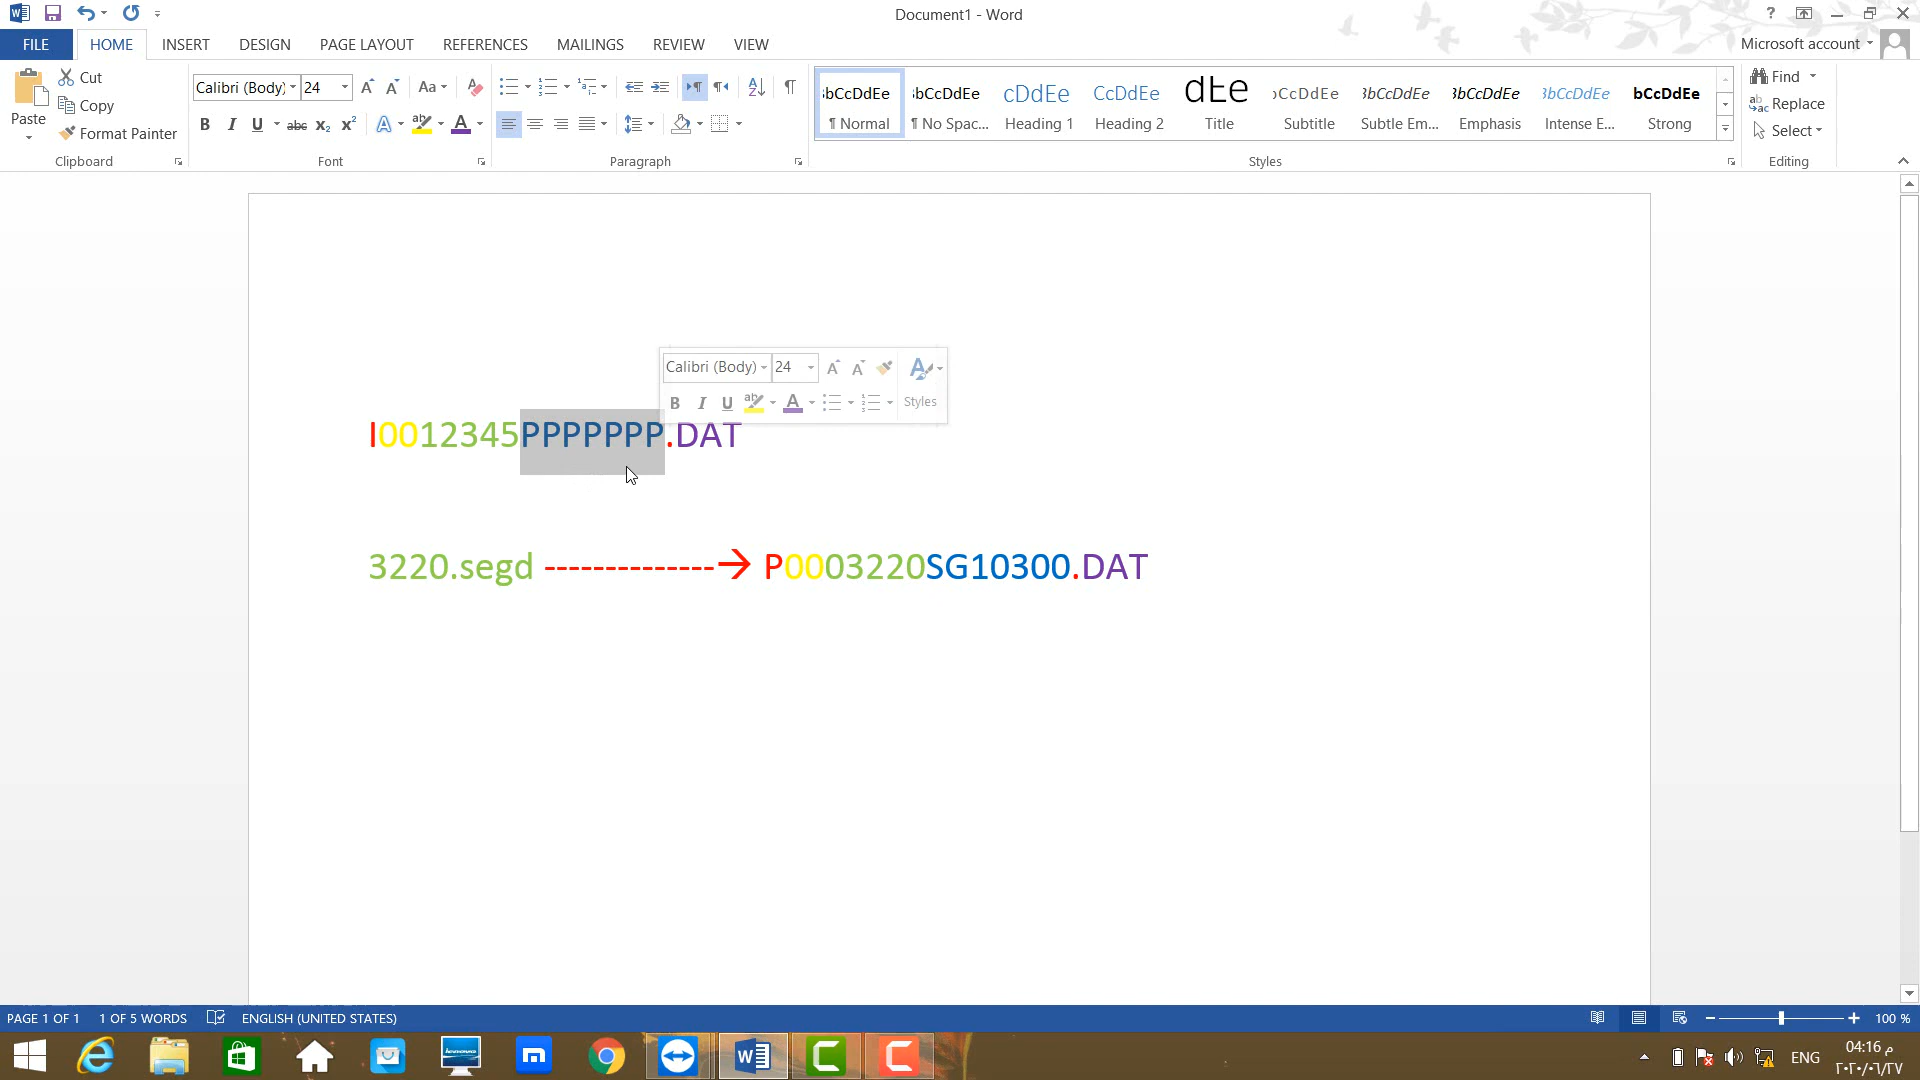 Document1 - Word
FILE HOME INSERT DESIGN PAGE LAYOUT REFERENCES MAILINGS REVIEW VIEW
Microsoft account
Paste
Cut
Copy
Format Painter
Clipboard
Calibri (Body) 24
Font
Paragraph
¶ Normal ¶ No Spac... Heading 1 Heading 2 Title Subtitle Subtle Em... Emphasis Intense E... Strong
Styles
Find
Replace
Select
Editing
Calibri (Body) 24
Styles
I0012345PPPPPPP.DAT
3220.segd --------------→ P0003220SG10300.DAT
PAGE 1 OF 1 1 OF 5 WORDS ENGLISH (UNITED STATES)
100 %
ENG
04:16 م
٢٠٢٠/٠٦/٢٧